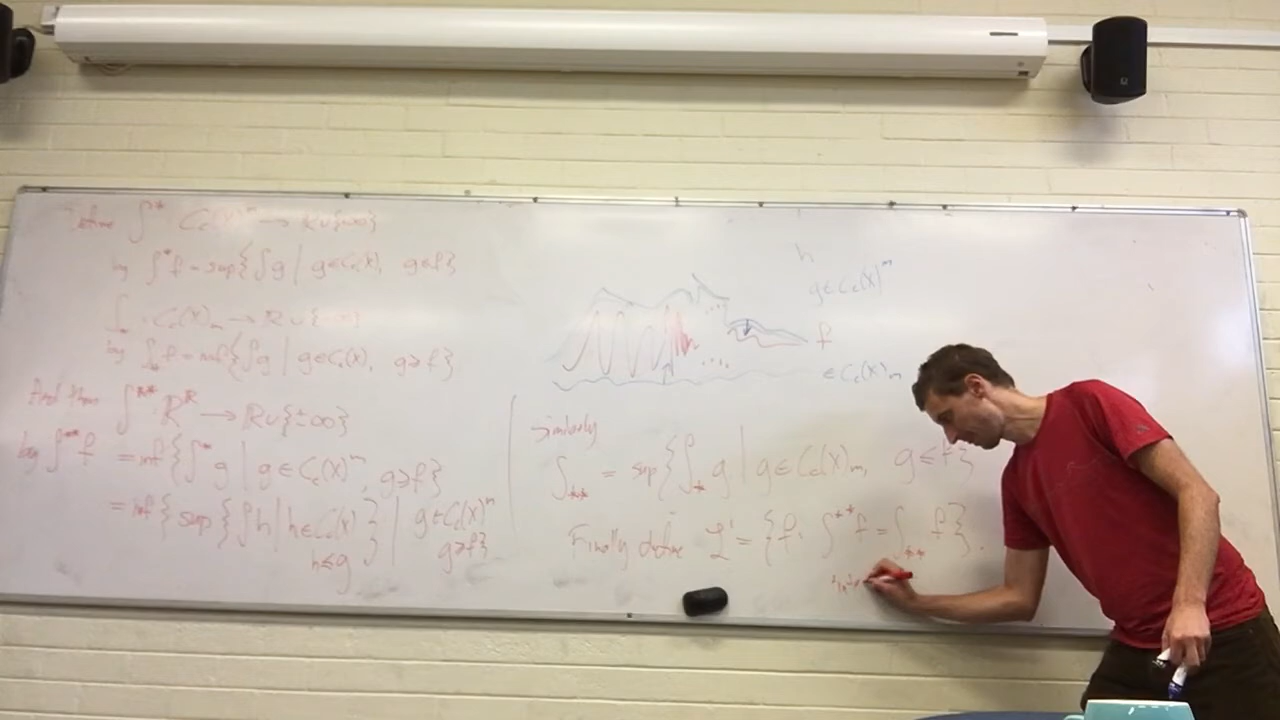 Define ∫* C_c(X)^m → ℝ∪{∞}
by ∫*f = sup{∫g | g∈C_c(X), g≤f}
∫_* : C_c(X)_m → ℝ∪{-∞}
by ∫_*f = inf{∫g | g∈C_c(X), g≥f}
And then ∫** : ℝ^X → ℝ∪{±∞}
by ∫**f = inf{∫*g | g∈C_c(X)^m, g≥f}
= inf{sup{∫h | h∈C_c(X)} | g∈C_c(X)^m
h≤g g≥f}
h
g∈C_c(X)^m
f
∈C_c(X)_m
Similarly
∫_** = sup{∫_* g | g∈C_c(X)_m, g≤f}
Finally define ℒ¹ = {f : ∫**f = ∫_** f}.